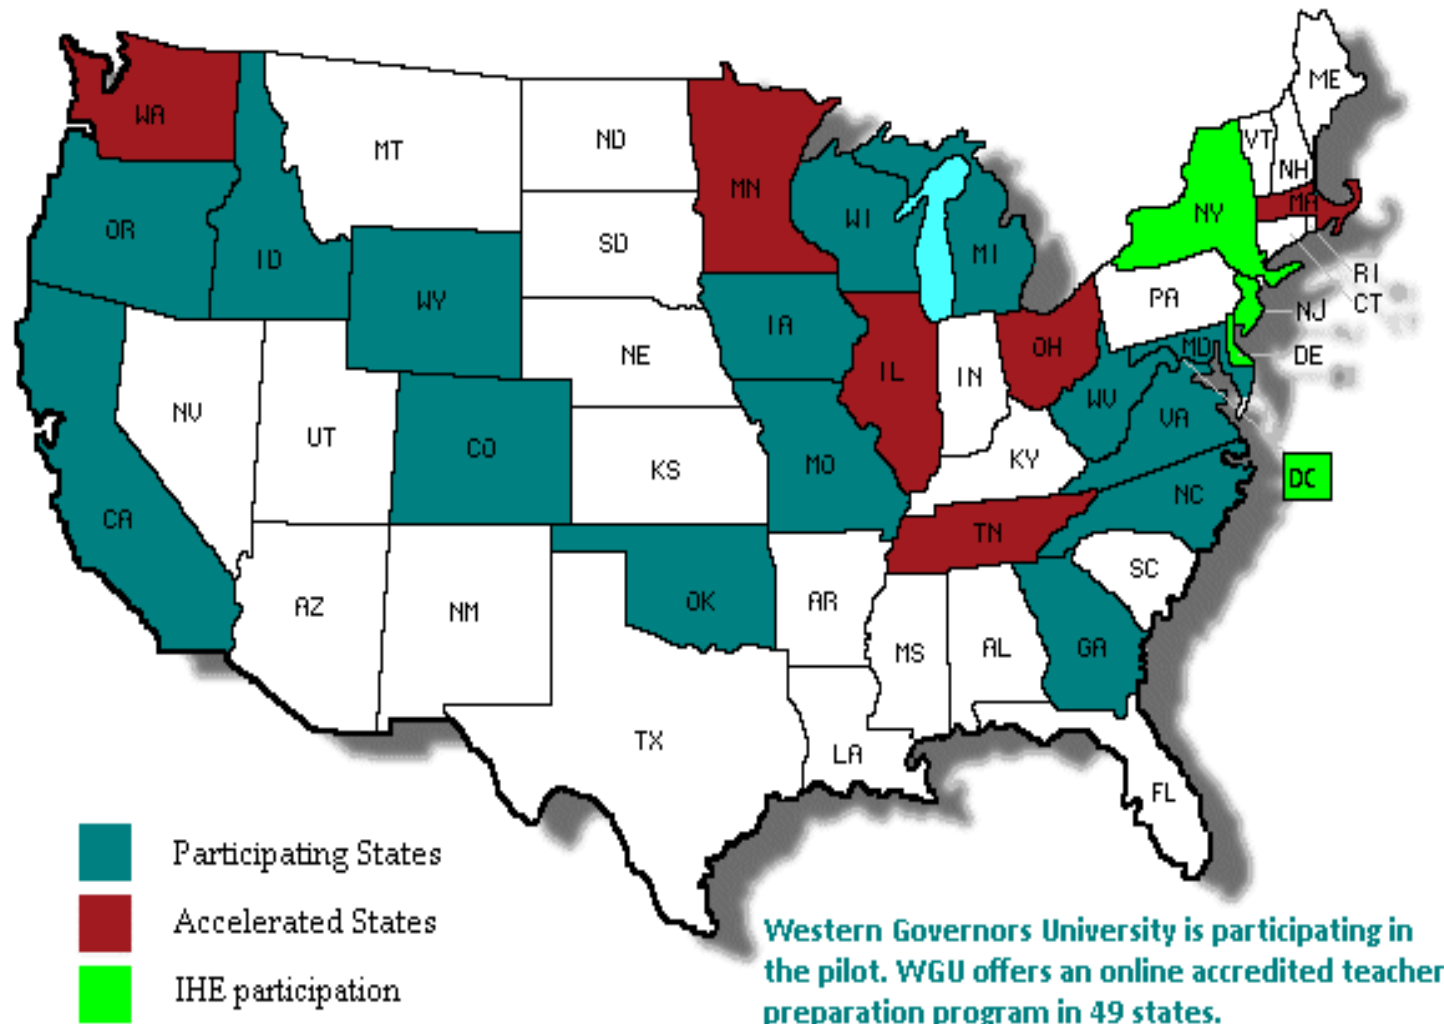 ME
WA
VT
ND
MT
NH
MN
MA
NY
WI
OR
SD
MI
ID
RI
PA
WY
CT
NJ
IA
MD
OH
NE
DE
IL
IN
WV
NV
VA
UT
CO
KY
MO
KS
DC
NC
CA
TN
SC
OK
AR
AZ
NM
AL
GA
MS
TX
LA
FL
Participating States
Accelerated States
IHE participation
Western Governors University is participating in
the pilot. WGU offers an online accredited teacher
preparation program in 49 states.